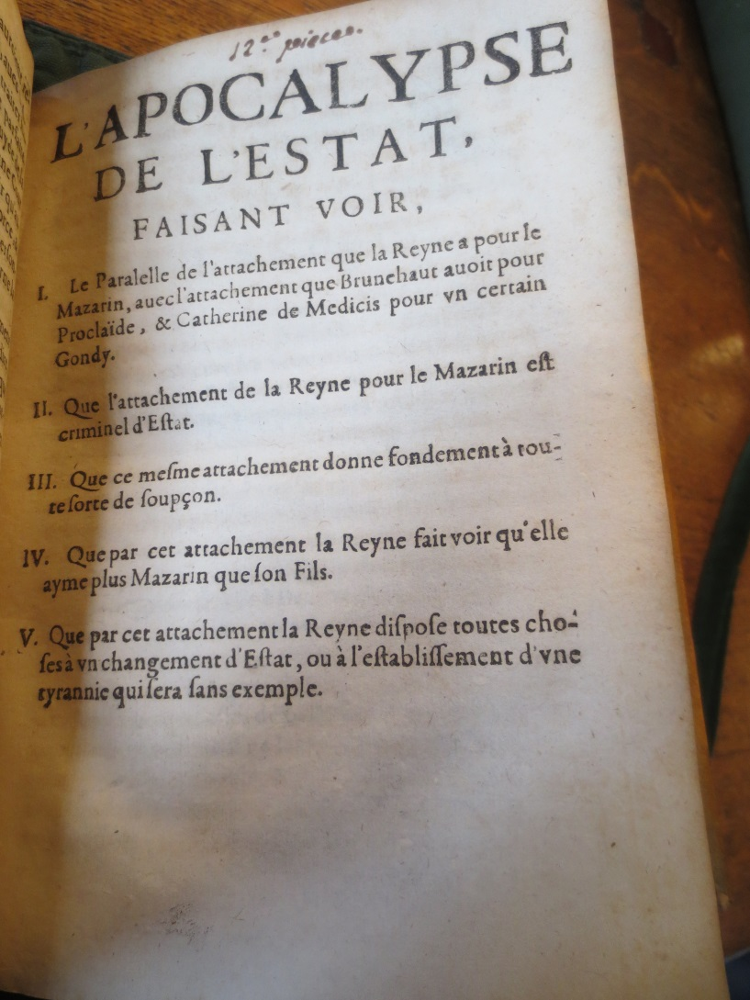 12.e pieces.
L'APOCALYPSE
DE L'ESTAT,
FAISANT VOIR,
I. Le Paralelle de l'attachement que la Reyne a pour le
Mazarin, auec l'attachement que Brunehaut auoit pour
Proclaïde, & Catherine de Medicis pour vn certain
Gondy.
II. Que l'attachement de la Reyne pour le Mazarin eſt
criminel d'Eſtat.
III. Que ce meſme attachement donne fondement à tou-
te ſorte de ſoupçon.
IV. Que par cet attachement la Reyne fait voir qu'elle
ayme plus Mazarin que ſon Fils.
V. Que par cet attachement la Reyne diſpoſe toutes cho-
ſes à vn changement d'Eſtat, ou à l'eſtabliſſement d'vne
tyrannie qui ſera ſans exemple.